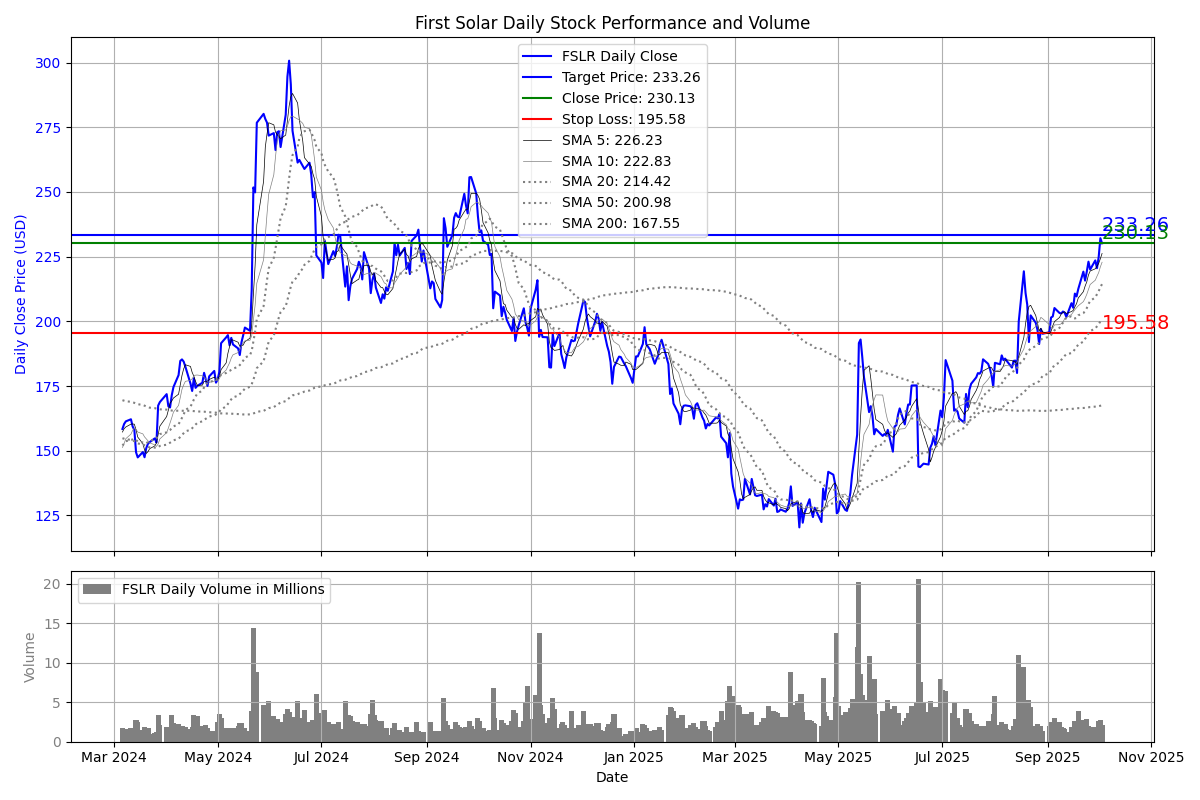 First Solar Daily Stock Performance and Volume
Daily Close Price (USD)
300
275
250
225
200
175
150
125
FSLR Daily Close
Target Price: 233.26
Close Price: 230.13
Stop Loss: 195.58
SMA 5: 226.23
SMA 10: 222.83
SMA 20: 214.42
SMA 50: 200.98
SMA 200: 167.55
233.26
230.13
195.58
Volume
20
15
10
5
0
FSLR Daily Volume in Millions
Mar 2024
May 2024
Jul 2024
Sep 2024
Nov 2024
Jan 2025
Mar 2025
May 2025
Jul 2025
Sep 2025
Nov 2025
Date